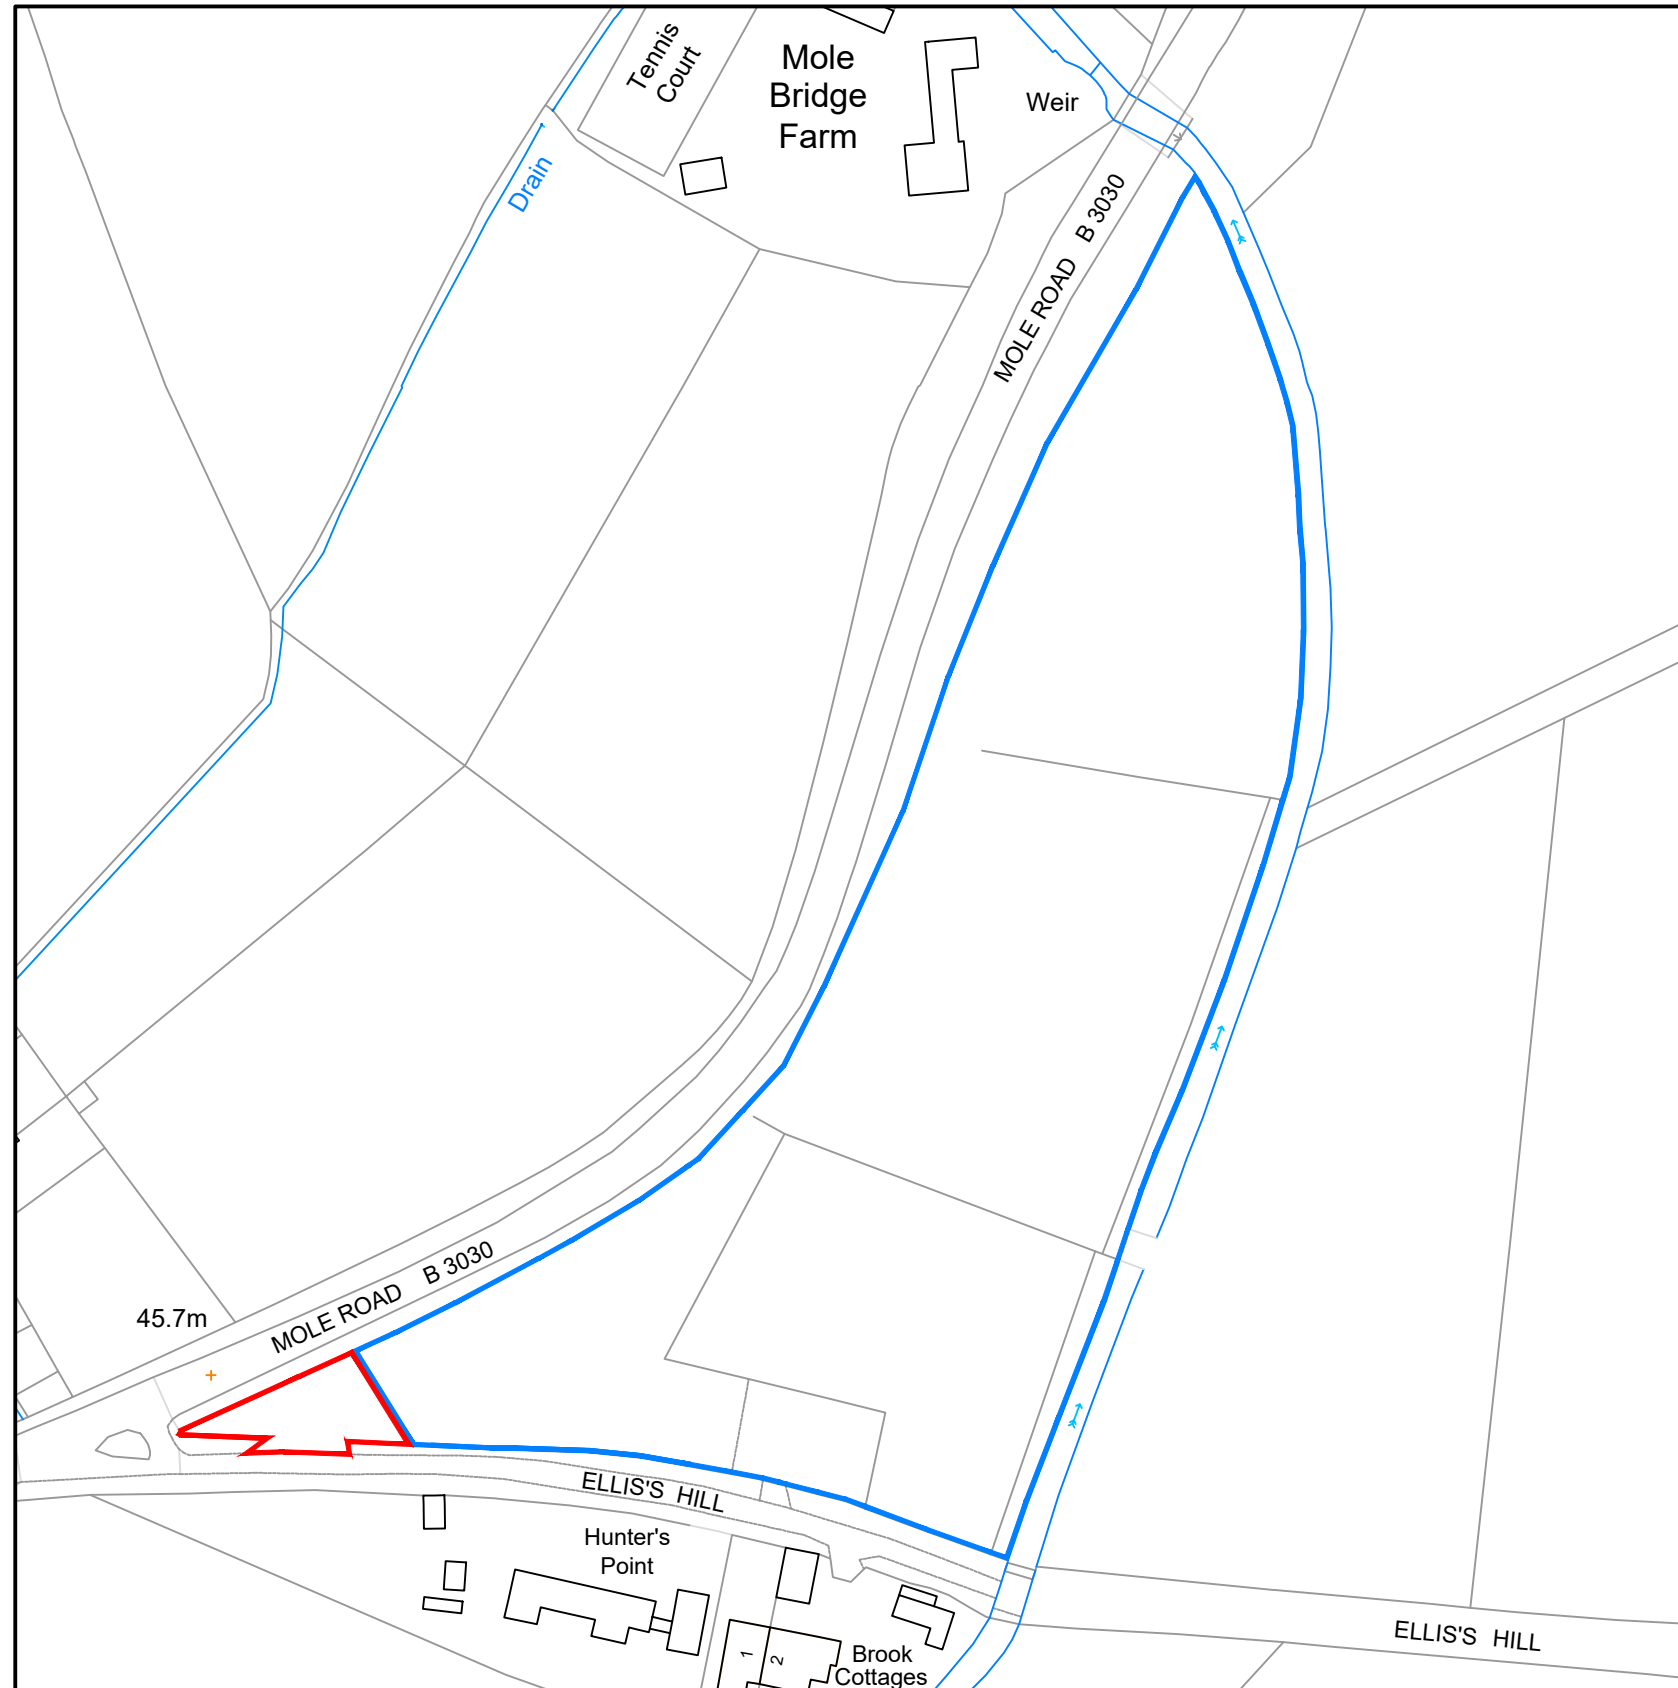 Tennis
Court
Mole
Bridge
Farm
Weir
Drain
MOLE ROAD B 3030
MOLE ROAD B 3030
45.7m
ELLIS'S HILL
Hunter's
Point
1
2
Brook
Cottages
ELLIS'S HILL